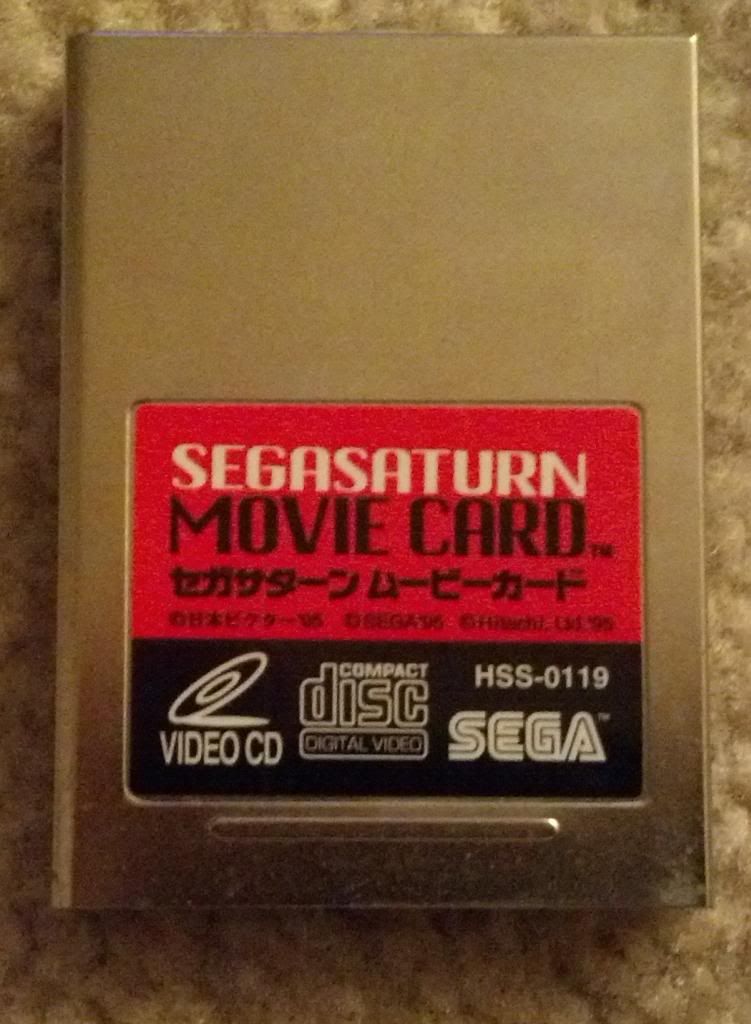 SEGASATURN
MOVIE CARD™
セガサターン ムービーカード
©日本ビクター'95 ©SEGA'95 ©Hitachi, Ltd.'95
VIDEO CD
COMPACT
disc
DIGITAL VIDEO
HSS-0119
SEGA™